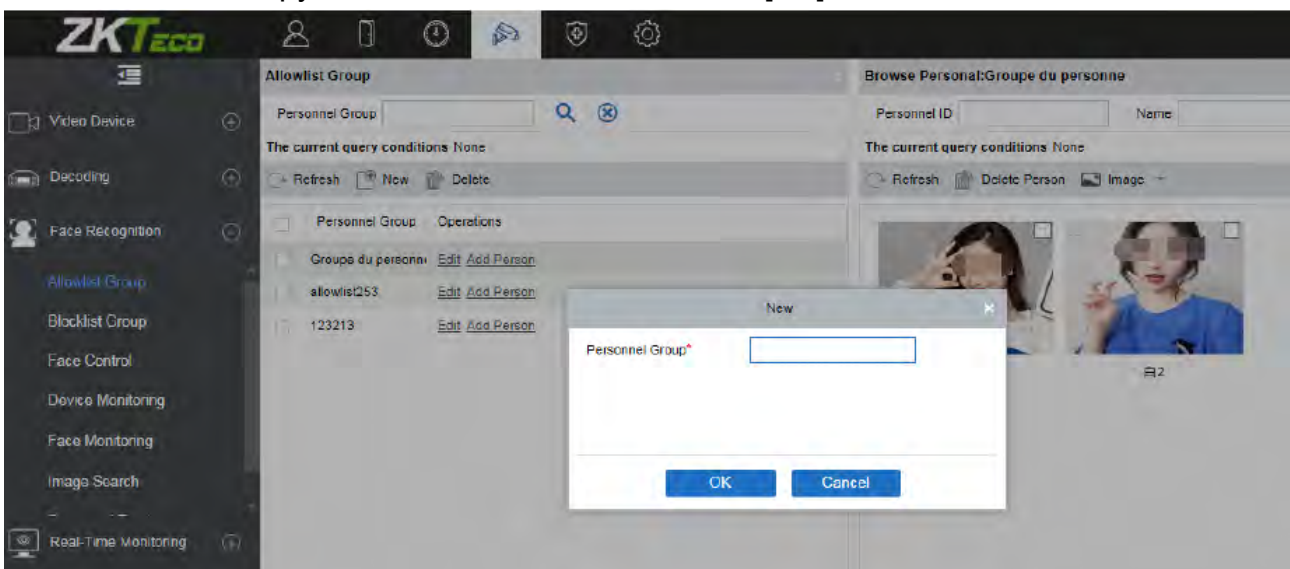 ZKTeco
Allowlist Group
Browse Personal:Groupe du personne
Video Device
Personnel Group
Personnel ID
Name
The current query conditions None
The current query conditions None
Decoding
Refresh
New
Delete
Refresh
Delete Person
Image
Face Recognition
Personnel Group
Operations
Groupe du personn
Edit
Add Person
Allowlist Group
allowlist253
Edit
Add Person
New
Blocklist Group
123213
Edit
Add Person
Personnel Group*
Face Control
白2
Device Monitoring
Face Monitoring
Image Search
OK
Cancel
Real-Time Monitoring